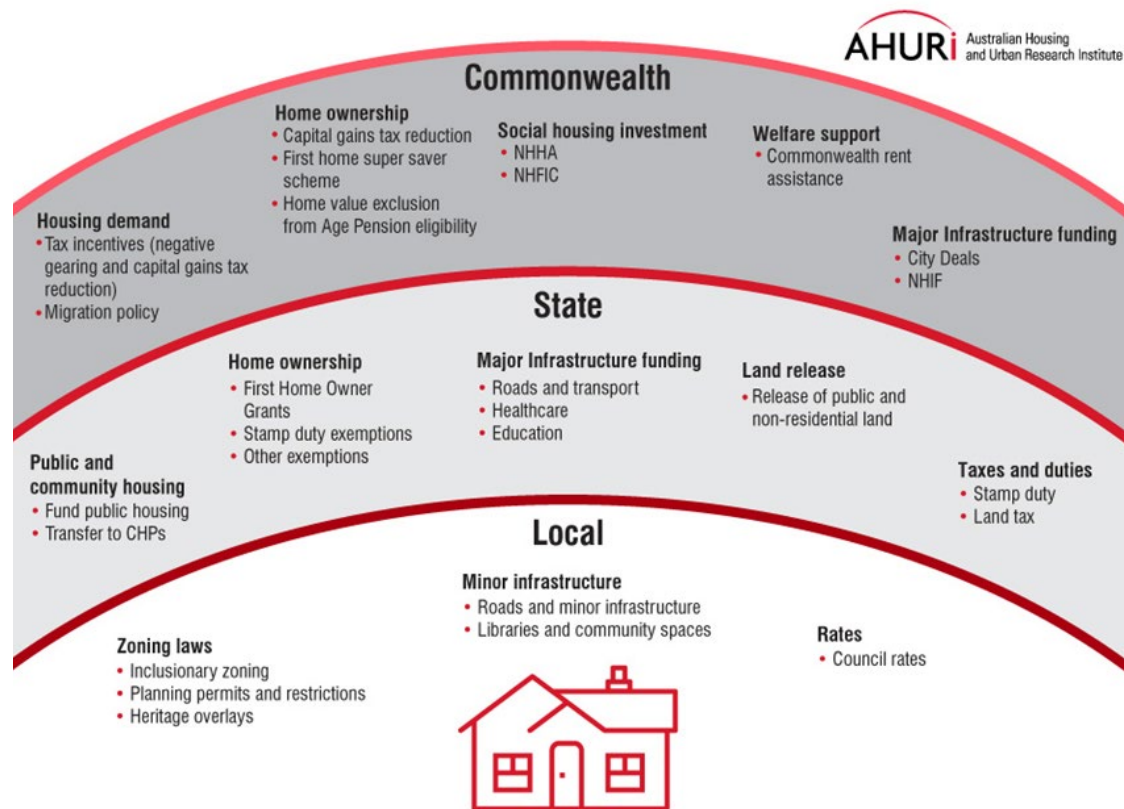 AHURi
Australian Housing
and Urban Research Institute
Commonwealth
Housing demand
• Tax incentives (negative
gearing and capital gains tax
reduction)
• Migration policy
Home ownership
• Capital gains tax reduction
• First home super saver
scheme
• Home value exclusion
from Age Pension eligibility
Social housing investment
• NHHA
• NHFIC
Welfare support
• Commonwealth rent
assistance
Major Infrastructure funding
• City Deals
• NHIF
State
Public and
community housing
• Fund public housing
• Transfer to CHPs
Home ownership
• First Home Owner
Grants
• Stamp duty exemptions
• Other exemptions
Major Infrastructure funding
• Roads and transport
• Healthcare
• Education
Land release
• Release of public and
non-residential land
Taxes and duties
• Stamp duty
• Land tax
Local
Zoning laws
• Inclusionary zoning
• Planning permits and restrictions
• Heritage overlays
Minor infrastructure
• Roads and minor infrastructure
• Libraries and community spaces
Rates
• Council rates